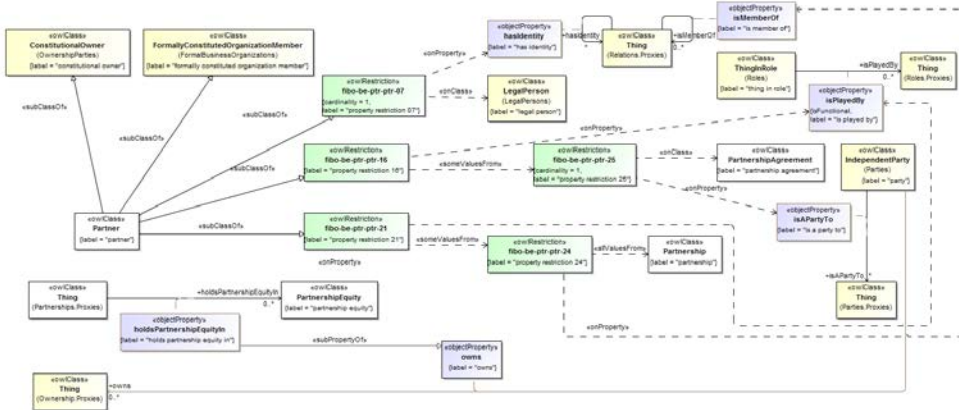 «owlClass»
ConstitutionalOwner
(OwnershipParties)
[label = "constitutional owner"]
«owlClass»
FormallyConstitutedOrganizationMember
(FormalBusinessOrganizations)
[label = "formally constituted organization member"]
«objectProperty»
hasIdentity
[label = "has identity"]
+hasIdentity
«owlClass»
Thing
(Relations.Proxies)
+isMemberOf
0..*
«objectProperty»
isMemberOf
[label = "is member of"]
«owlClass»
ThingInRole
(Roles)
[label = "thing in role"]
+isPlayedBy
0..*
«owlClass»
Thing
(Roles.Proxies)
«onProperty»
«subClassOf»
«subClassOf»
«subClassOf»
«owlRestriction»
fibo-be-ptr-ptr-07
[cardinality = 1,
label = "property restriction 07"]
«onClass»
«owlClass»
LegalPerson
(LegalPersons)
[label = "legal person"]
«objectProperty»
isPlayedBy
[isFunctional,
label = "is played by"]
«onProperty»
«subClassOf»
«owlRestriction»
fibo-be-ptr-ptr-16
[label = "property restriction 16"]
«someValuesFrom»
«owlRestriction»
fibo-be-ptr-ptr-25
[cardinality = 1,
label = "property restriction 25"]
«onClass»
«owlClass»
PartnershipAgreement
[label = "partnership agreement"]
«owlClass»
IndependentParty
(Parties)
[label = "party"]
«onProperty»
«objectProperty»
isAPartyTo
[label = "is a party to"]
«owlClass»
Partner
[label = "partner"]
«subClassOf»
«owlRestriction»
fibo-be-ptr-ptr-21
[label = "property restriction 21"]
«onProperty»
«someValuesFrom»
«owlRestriction»
fibo-be-ptr-ptr-24
[label = "property restriction 24"]
«allValuesFrom»
«owlClass»
Partnership
[label = "partnership"]
+isAPartyTo
*
«owlClass»
Thing
(Parties.Proxies)
«owlClass»
Thing
(Partnerships.Proxies)
+holdsPartnershipEquityIn
0..*
«owlClass»
PartnershipEquity
[label = "partnership equity"]
«objectProperty»
holdsPartnershipEquityIn
[label = "holds partnership equity in"]
«subPropertyOf»
«objectProperty»
owns
[label = "owns"]
«onProperty»
«owlClass»
Thing
(Ownership.Proxies)
+owns
0..*